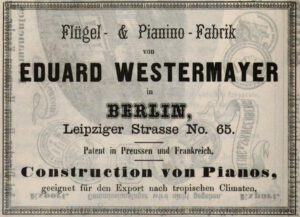 Flügel- & Pianino-Fabrik
von
EDUARD WESTERMAYER
in
BERLIN,
Leipziger Strasse No. 65.
Patent in Preussen und Frankreich,
Construction von Pianos,
geeignet für den Export nach tropischen Climaten,